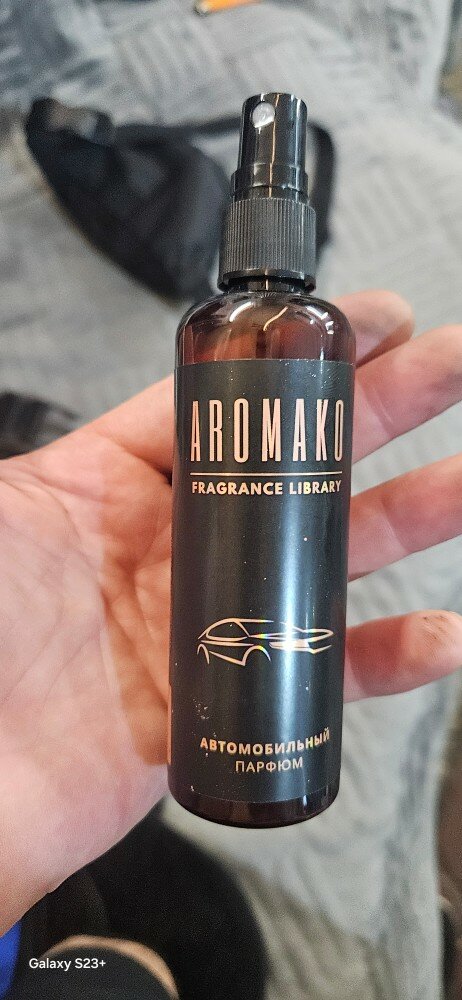 AROMAKO
FRAGRANCE LIBRARY
АВТОМОБИЛЬНЫЙ
ПАРФЮМ
Galaxy S23+